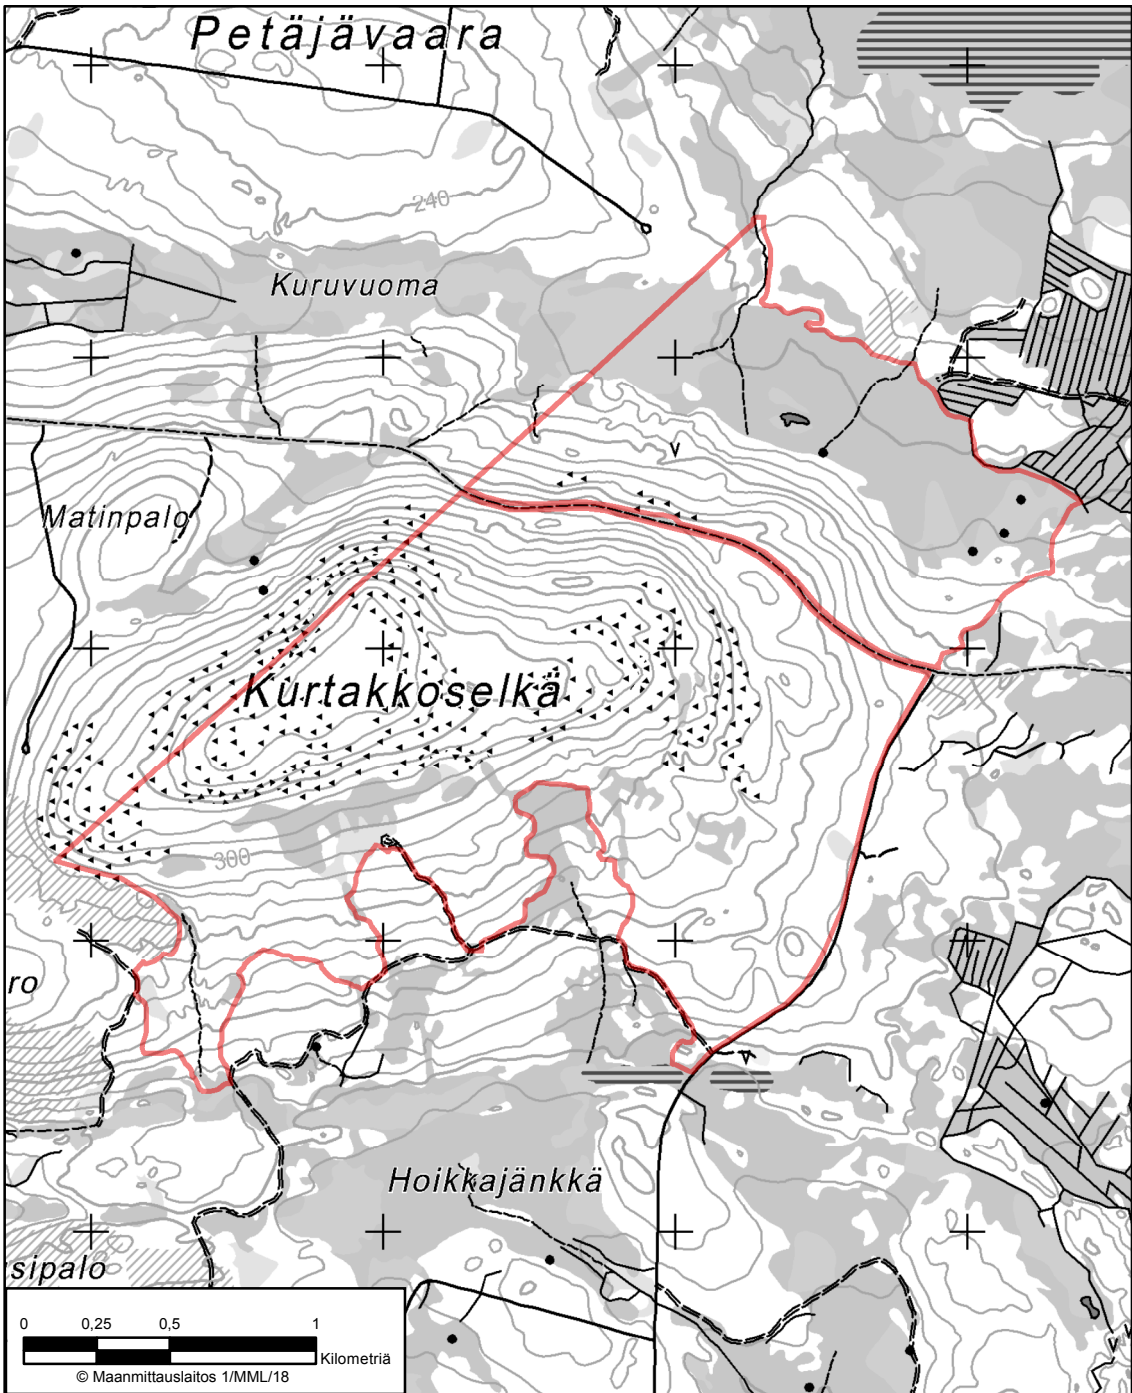 Petäjävaara
240
Kuruvuoma
Matinpalo
Kurtakkoselkä
300
ro
Hoikkajänkkä
sipalo
0 0,25 0,5 1
Kilometriä
© Maanmittauslaitos 1/MML/18